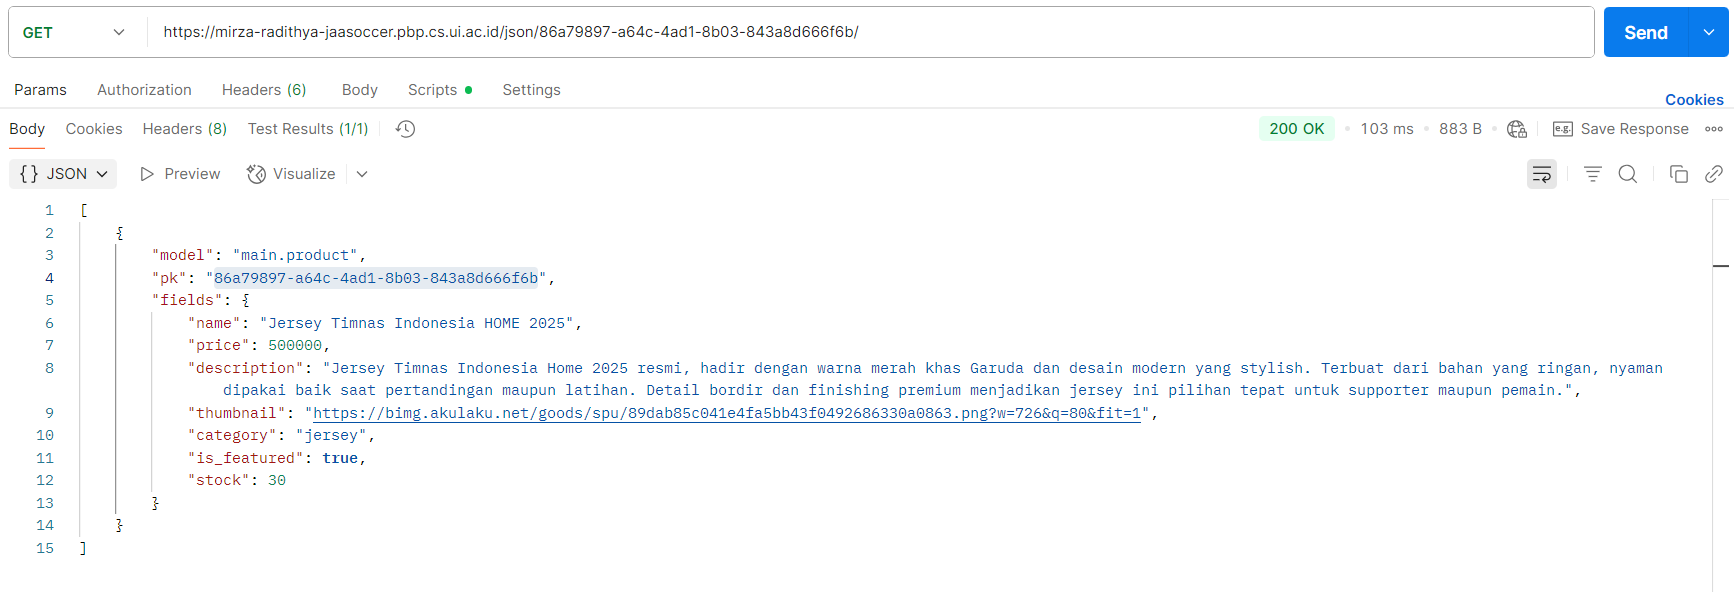 GET https://mirza-radithya-jaasoccer.pbp.cs.ui.ac.id/json/86a79897-a64c-4ad1-8b03-843a8d666f6b/ Send
Params Authorization Headers (6) Body Scripts Settings
Cookies
Body Cookies Headers (8) Test Results (1/1) 200 OK 103 ms 883 B e.g. Save Response
{} JSON Preview Visualize
1 [
2 {
3 "model": "main.product",
4 "pk": "86a79897-a64c-4ad1-8b03-843a8d666f6b",
5 "fields": {
6 "name": "Jersey Timnas Indonesia HOME 2025",
7 "price": 500000,
8 "description": "Jersey Timnas Indonesia Home 2025 resmi, hadir dengan warna merah khas Garuda dan desain modern yang stylish. Terbuat dari bahan yang ringan, nyaman
dipakai baik saat pertandingan maupun latihan. Detail bordir dan finishing premium menjadikan jersey ini pilihan tepat untuk supporter maupun pemain.",
9 "thumbnail": "https://bimg.akulaku.net/goods/spu/89dab85c041e4fa5bb43f0492686330a0863.png?w=726&q=80&fit=1",
10 "category": "jersey",
11 "is_featured": true,
12 "stock": 30
13 }
14 }
15 ]